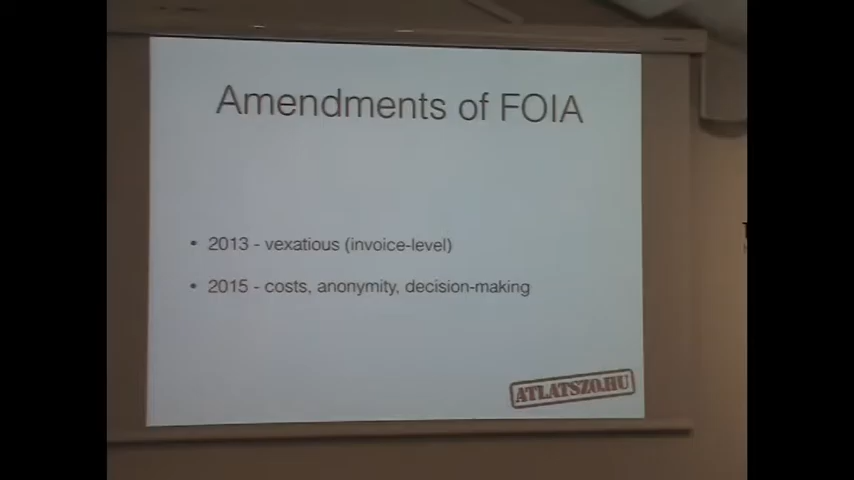 Amendments of FOIA
• 2013 - vexatious (invoice-level)
• 2015 - costs, anonymity, decision-making
ATLATSZO.HU